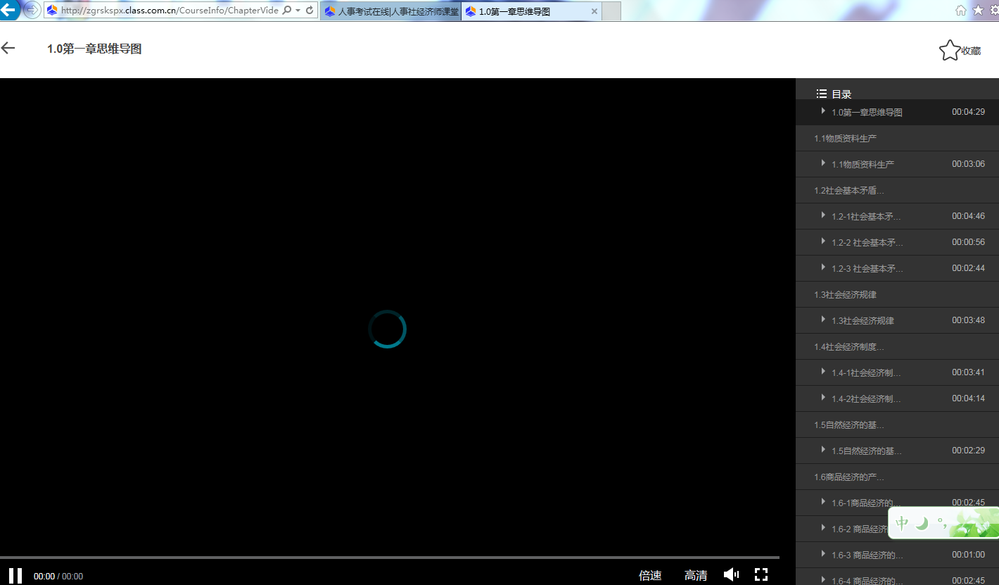 http://zgrskspx.class.com.cn/CourseInfo/ChapterVide
人事考试在线|人事社经济师课堂
1.0第一章思维导图
1.0第一章思维导图
收藏
目录
1.0第一章思维导图 00:04:29
1.1物质资料生产
1.1物质资料生产 00:03:06
1.2社会基本矛盾...
1.2-1社会基本矛... 00:04:46
1.2-2 社会基本矛... 00:00:56
1.2-3 社会基本矛... 00:02:44
1.3社会经济规律
1.3社会经济规律 00:03:48
1.4社会经济制度...
1.4-1社会经济制... 00:03:41
1.4-2社会经济制... 00:04:14
1.5自然经济的基...
1.5自然经济的基... 00:02:29
1.6商品经济的产...
1.6-1商品经济的... 00:02:45
1.6-2 商品经济
中 °,
1.6-3 商品经济的... 00:01:00
1.6-4 商品经济的... 00:02:45
00:00 / 00:00
倍速 高清